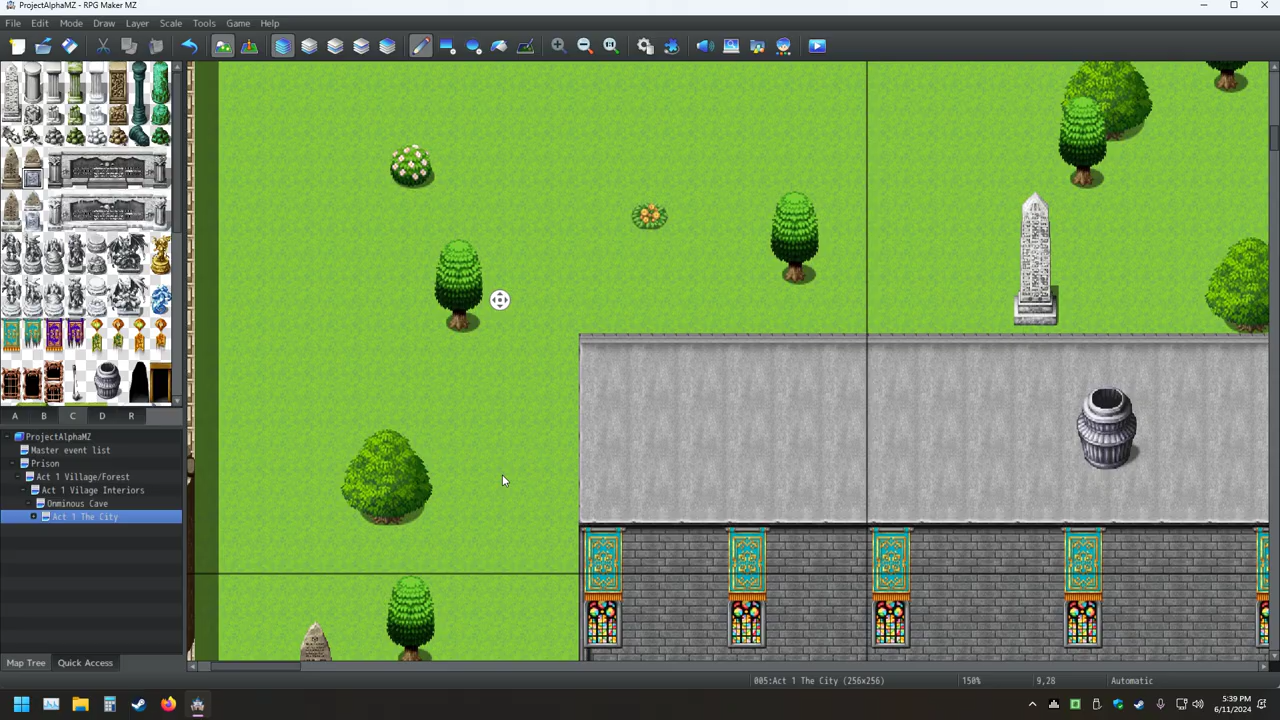 ProjectAlphaMZ - RPG Maker MZ
File Edit Mode Draw Layer Scale Tools Game Help
A B C D R
ProjectAlphaMZ
Master event list
Prison
Act 1 Village/Forest
Act 1 Vilage Interiors
Onminous Cave
Act 1 The City
Map Tree Quick Access
005:Act 1 The City (256x256) 150% 9,28 Automatic
5:39 PM
6/11/2024